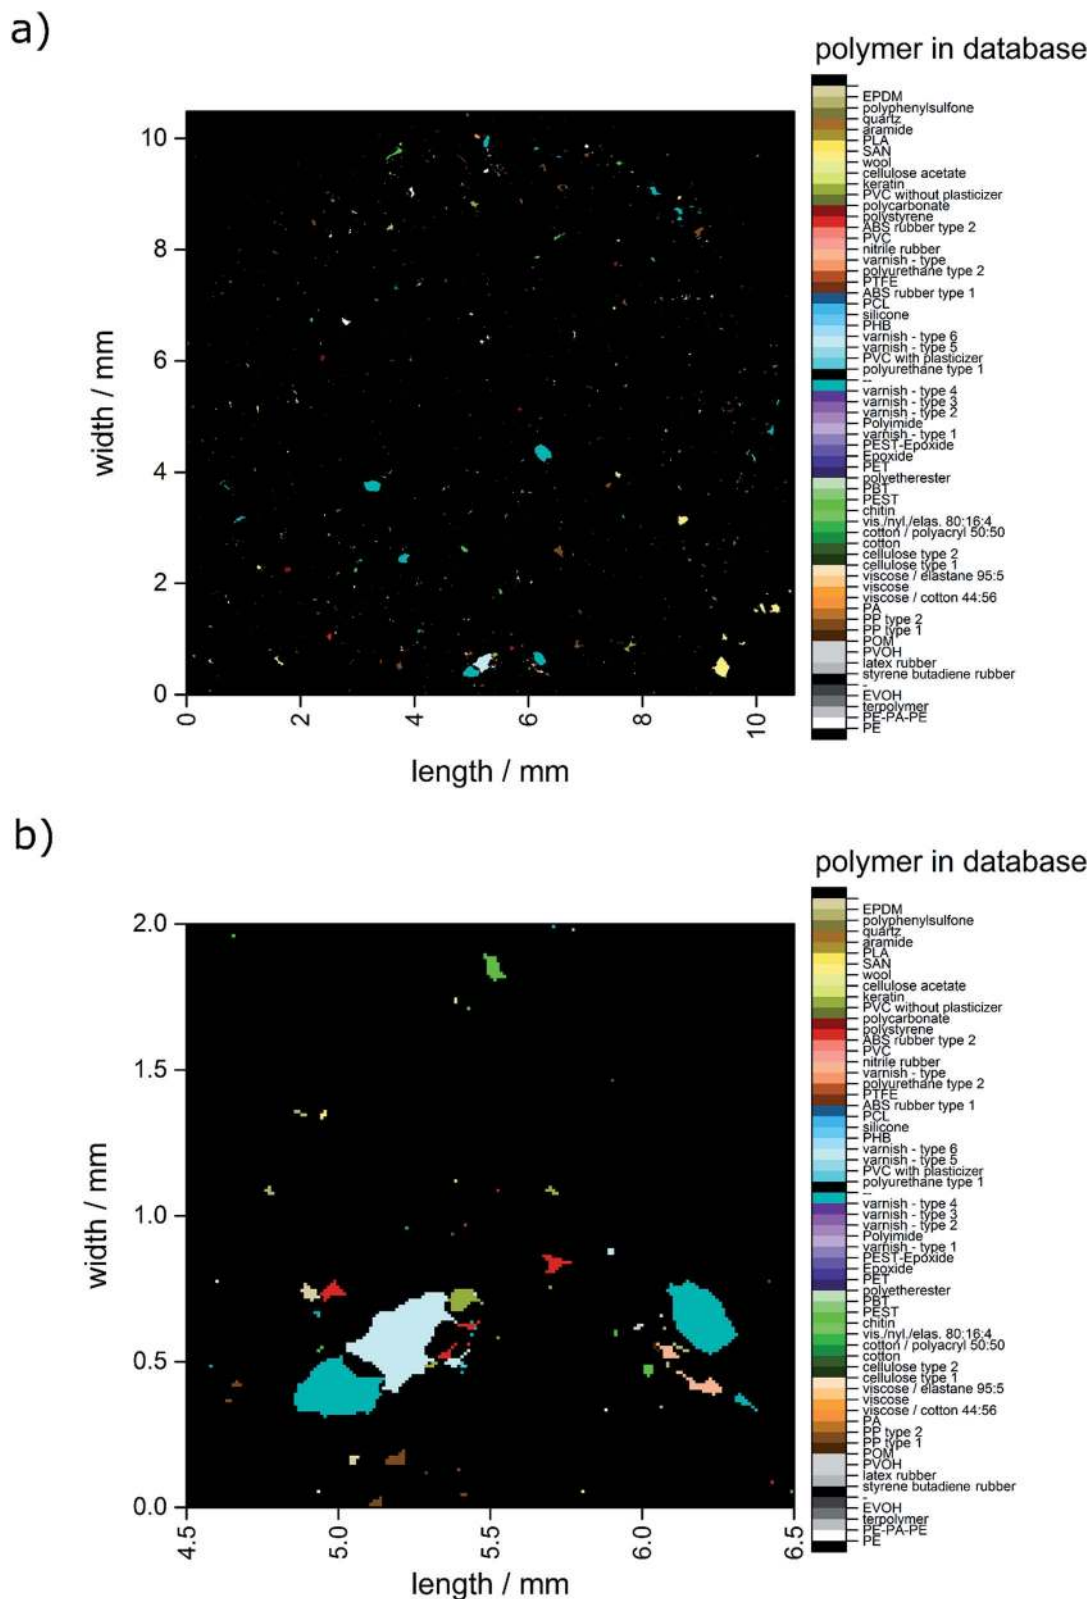 a)
polymer in database
EPDM
polyphenylsulfone
quartz
aramide
PLA
SAN
wool
cellulose acetate
keratin
PVC without plasticizer
polycarbonate
polystyrene
ABS rubber type 2
PVC
nitrile rubber
varnish - type
polyurethane type 2
PTFE
ABS rubber type 1
PCL
silicone
PHB
varnish - type 6
varnish - type 5
PVC with plasticizer
polyurethane type 1
--
varnish - type 4
varnish - type 3
varnish - type 2
Polyimide
varnish - type 1
PEST-Epoxide
Epoxide
PET
polyetherester
PBT
PEST
chitin
vis./nyl./elas. 80:16:4
cotton / polyacryl 50:50
cotton
cellulose type 2
cellulose type 1
viscose / elastane 95:5
viscose
viscose / cotton 44:56
PA
PP type 2
PP type 1
POM
PVOH
latex rubber
styrene butadiene rubber
-
EVOH
terpolymer
PE-PA-PE
PE
10
8
6
4
2
0
width / mm
0 2 4 6 8 10
length / mm
b)
polymer in database
EPDM
polyphenylsulfone
quartz
aramide
PLA
SAN
wool
cellulose acetate
keratin
PVC without plasticizer
polycarbonate
polystyrene
ABS rubber type 2
PVC
nitrile rubber
varnish - type
polyurethane type 2
PTFE
ABS rubber type 1
PCL
silicone
PHB
varnish - type 6
varnish - type 5
PVC with plasticizer
polyurethane type 1
--
varnish - type 4
varnish - type 3
varnish - type 2
Polyimide
varnish - type 1
PEST-Epoxide
Epoxide
PET
polyetherester
PBT
PEST
chitin
vis./nyl./elas. 80:16:4
cotton / polyacryl 50:50
cotton
cellulose type 2
cellulose type 1
viscose / elastane 95:5
viscose
viscose / cotton 44:56
PA
PP type 2
PP type 1
POM
PVOH
latex rubber
styrene butadiene rubber
-
EVOH
terpolymer
PE-PA-PE
PE
2.0
1.5
1.0
0.5
0.0
width / mm
4.5 5.0 5.5 6.0 6.5
length / mm